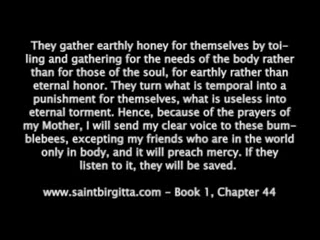 They gather earthly honey for themselves by toi-
ling and gathering for the needs of the body rather
than for those of the soul, for earthly rather than
eternal honor. They turn what is temporal into a
punishment for themselves, what is useless into
eternal torment. Hence, because of the prayers of
my Mother, I will send my clear voice to these bum-
blebees, excepting my friends who are in the world
only in body, and it will preach mercy. If they
listen to it, they will be saved.
www.saintbirgitta.com - Book 1, Chapter 44